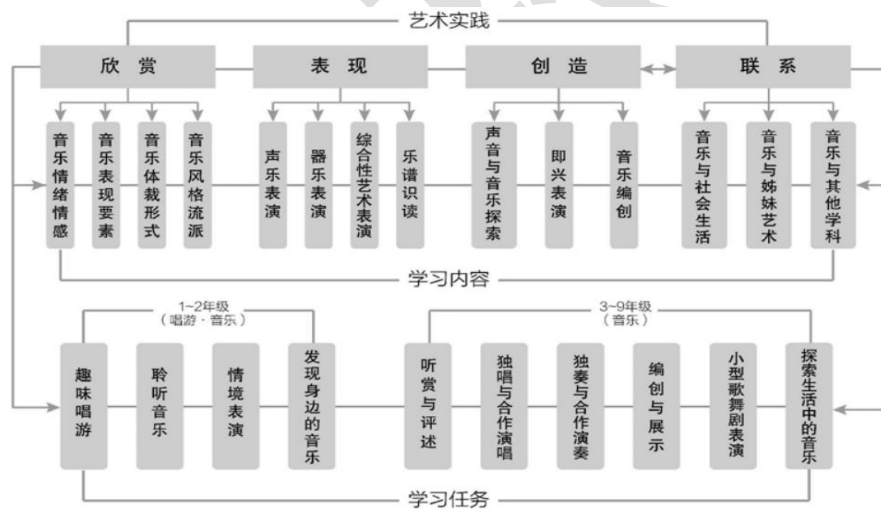 艺术实践
欣 赏
表 现
创 造
联 系
音乐情绪情感
音乐表现要素
音乐体裁形式
音乐风格流派
声乐表演
器乐表演
综合性艺术表演
乐谱识读
声音与音乐探索
即兴表演
音乐编创
音乐与社会生活
音乐与姊妹艺术
音乐与其他学科
学习内容
1~2年级
（唱游·音乐）
3~9年级
（音乐）
趣味唱游
聆听音乐
情境表演
发现身边的音乐
听赏与评述
独唱与合作演唱
独奏与合作演奏
编创与展示
小型歌舞剧表演
探索生活中的音乐
学习任务